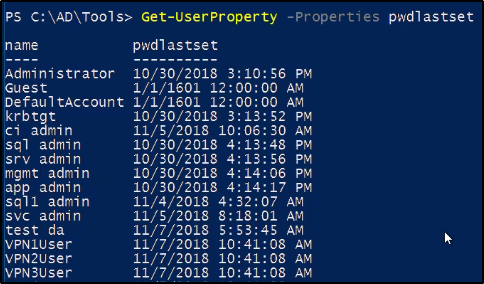 PS C:\AD\Tools> Get-UserProperty -Properties pwdlastset
name pwdlastset
---- ----------
Administrator 10/30/2018 3:10:56 PM
Guest 1/1/1601 12:00:00 AM
DefaultAccount 1/1/1601 12:00:00 AM
krbtgt 10/30/2018 3:13:52 PM
ci admin 11/5/2018 10:06:30 AM
sql admin 10/30/2018 4:13:48 PM
srv admin 10/30/2018 4:13:56 PM
mgmt admin 10/30/2018 4:14:06 PM
app admin 10/30/2018 4:14:17 PM
sql1 admin 11/4/2018 4:32:07 AM
svc admin 11/5/2018 8:18:01 AM
test da 11/7/2018 5:53:45 AM
VPN1User 11/7/2018 10:41:08 AM
VPN2User 11/7/2018 10:41:08 AM
VPN3User 11/7/2018 10:41:08 AM